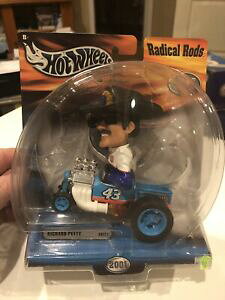 Hot Wheels
Radical Rods
43
RICHARD PETTY
2001